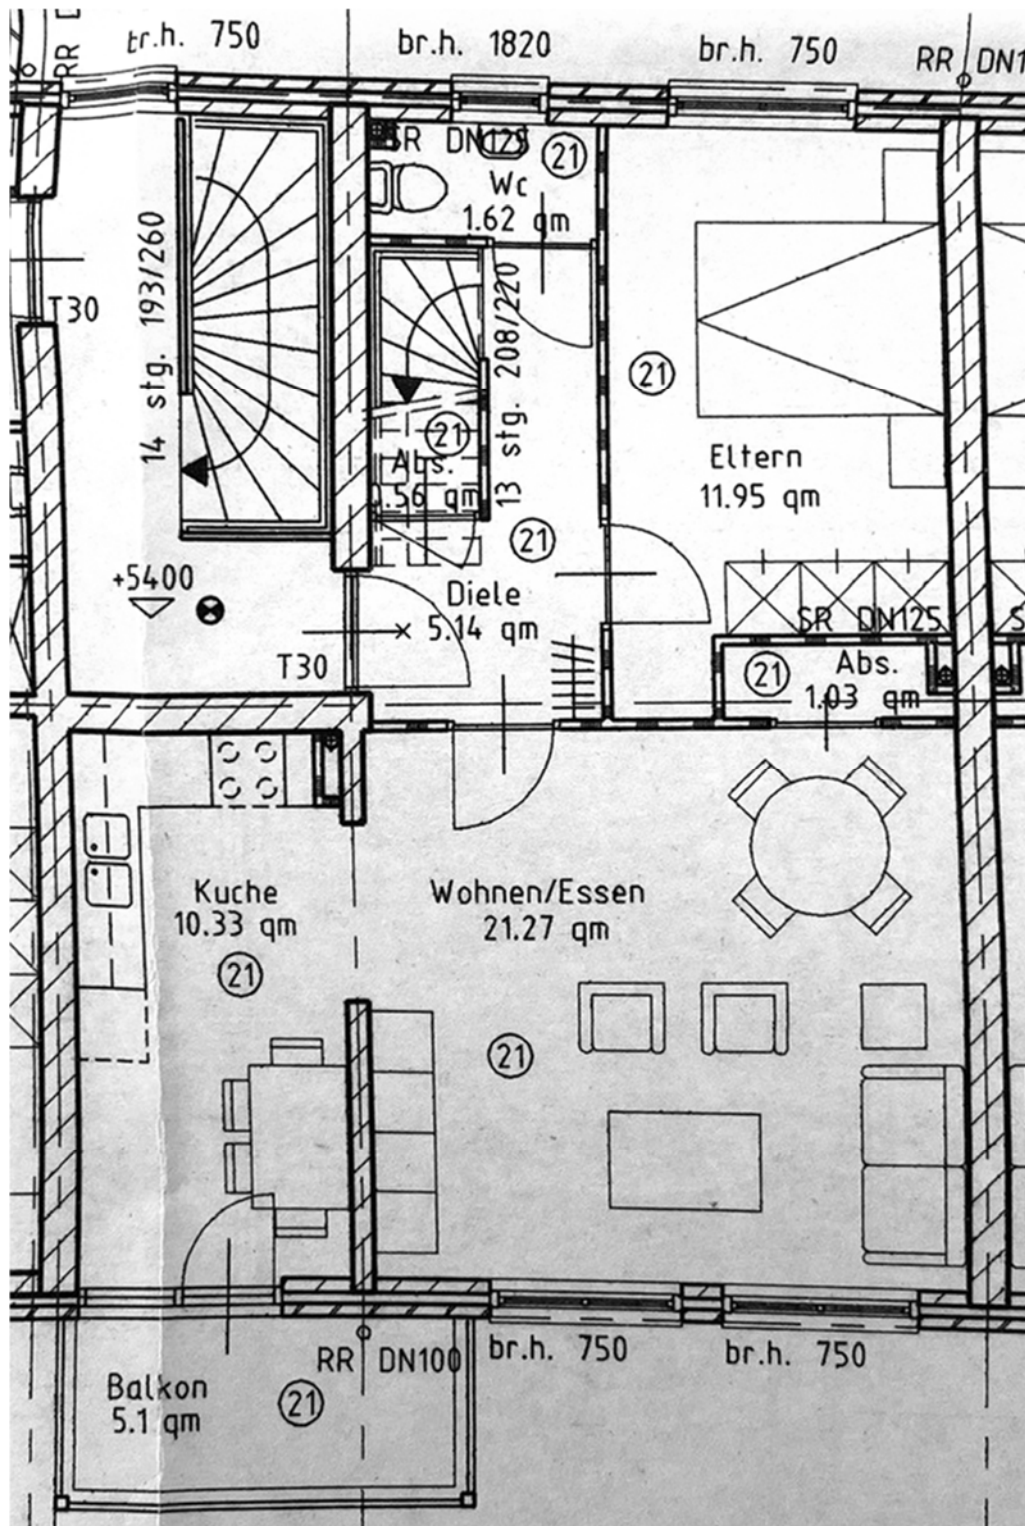 RR D
br.h. 750
br.h. 1820
br.h. 750
RR DN1
SR DN125
21
Wc
1.62 qm
14 stg. 193/260
T30
13 stg. 208/220
21
21
Abs.
.56 qm
Eltern
11.95 qm
21
+5400
Diele
5.14 qm
T30
SR DN125
S
21
Abs.
1.03 qm
Kuche
10.33 qm
21
Wohnen/Essen
21.27 qm
21
RR DN100
br.h. 750
br.h. 750
Balkon
5.1 qm
21